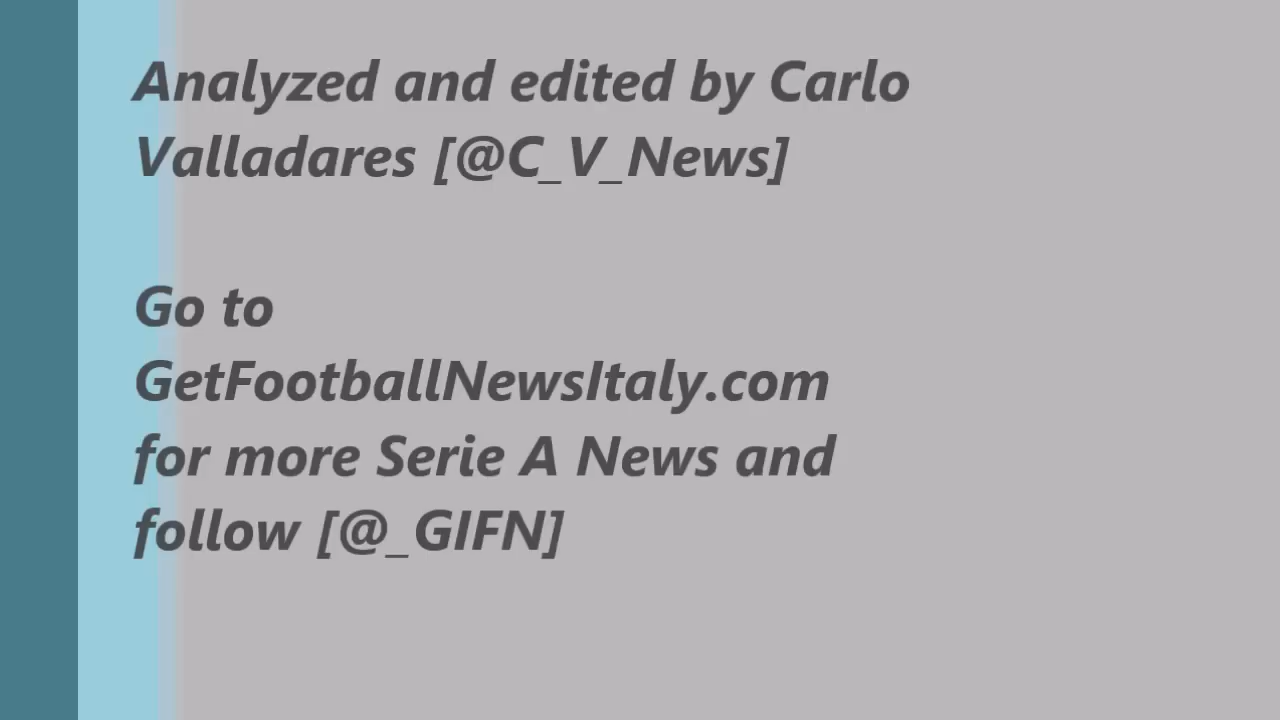 Analyzed and edited by Carlo
Valladares [@C_V_News]
Go to
GetFootballNewsItaly.com
for more Serie A News and
follow [@_GIFN]